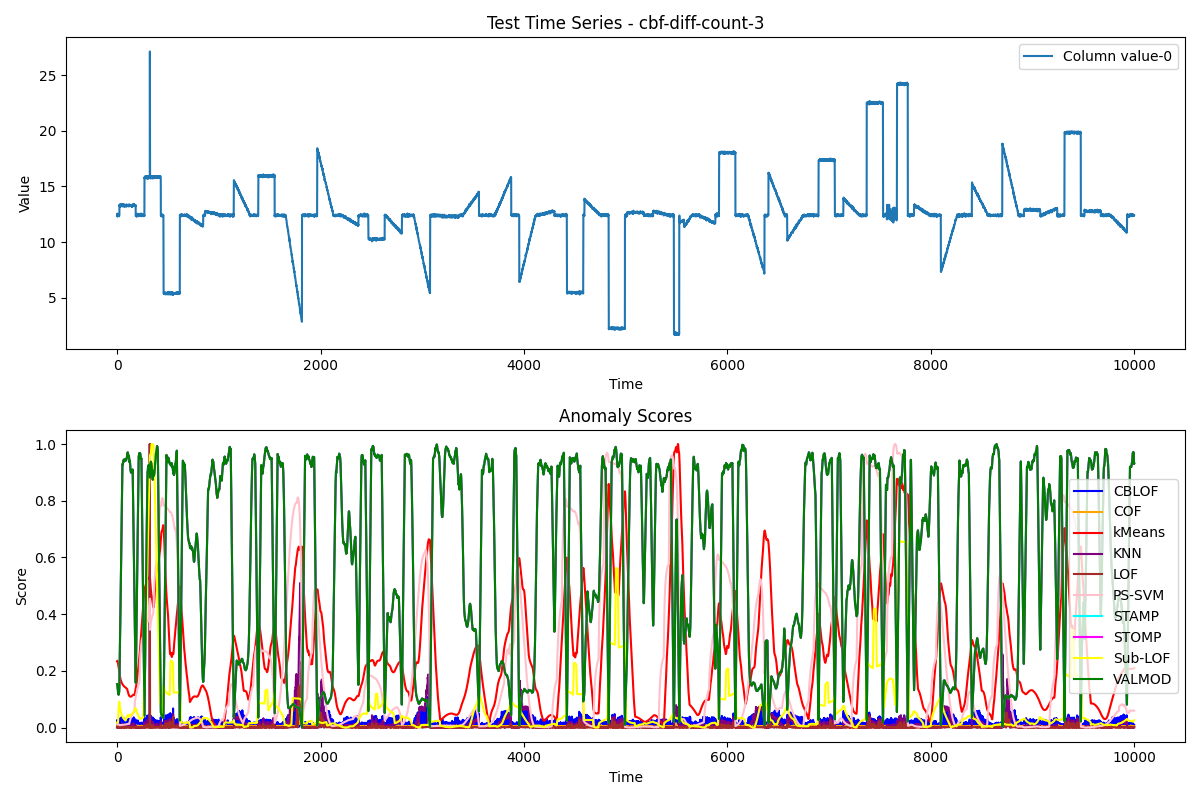 Test Time Series - cbf-diff-count-3
Column value-0
25
20
15
10
5
Value
0 2000 4000 6000 8000 10000
Time
Anomaly Scores
1.0
0.8
0.6
0.4
0.2
0.0
Score
CBLOF
COF
kMeans
KNN
LOF
PS-SVM
STAMP
STOMP
Sub-LOF
VALMOD
0 2000 4000 6000 8000 10000
Time